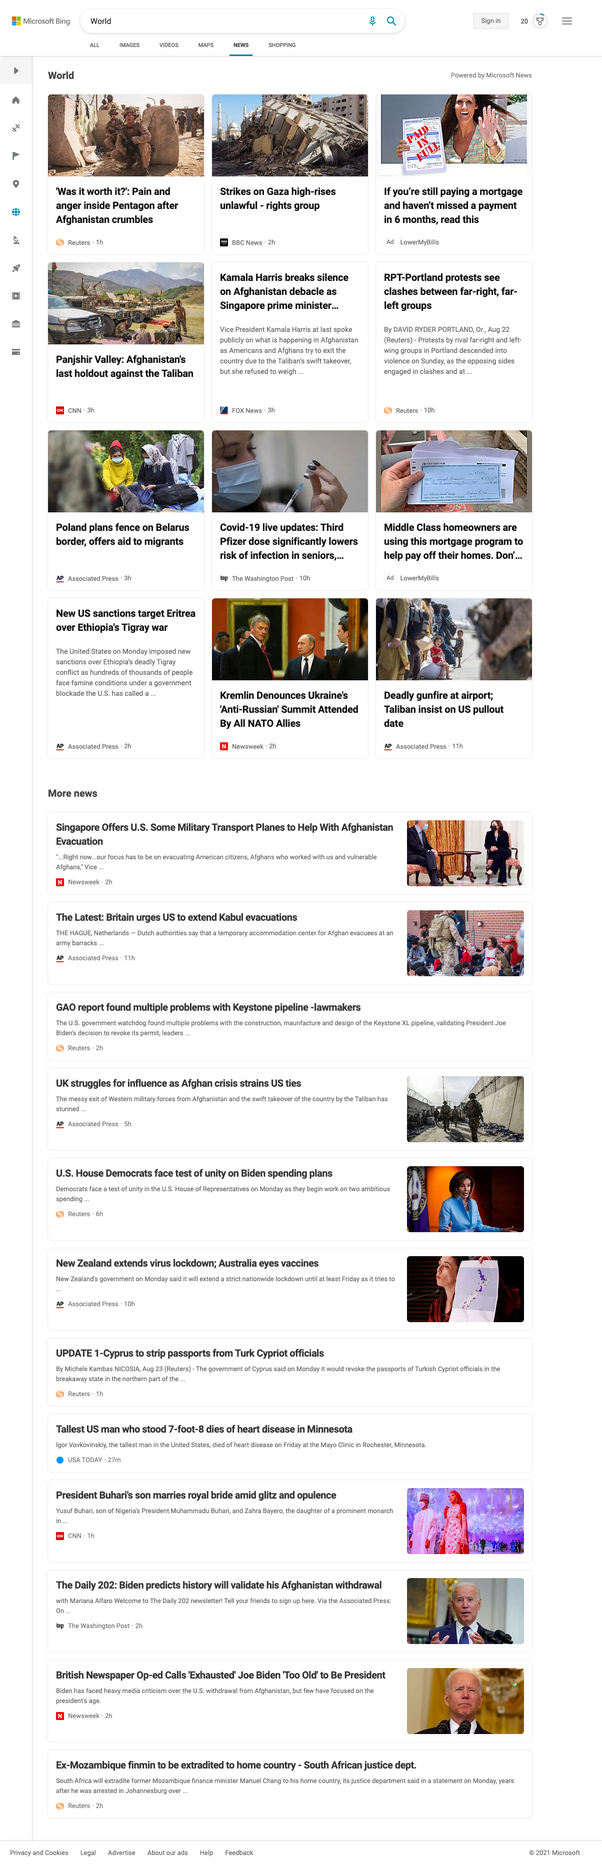 Microsoft Bing
World
Sign in
20
ALL
IMAGES
VIDEOS
MAPS
NEWS
SHOPPING
World
Powered by Microsoft News
'Was it worth it?': Pain and
anger inside Pentagon after
Afghanistan crumbles
Reuters · 1h
Strikes on Gaza high-rises
unlawful - rights group
BBC News · 2h
PAID IN FULL
If you're still paying a mortgage
and haven't missed a payment
in 6 months, read this
Ad LowerMyBills
Panjshir Valley: Afghanistan's
last holdout against the Taliban
CNN · 3h
Kamala Harris breaks silence
on Afghanistan debacle as
Singapore prime minister...
Vice President Kamala Harris at last spoke
publicly on what is happening in Afghanistan
as Americans and Afghans try to exit the
country due to the Taliban's swift takeover,
but she refused to weigh ...
FOX News · 3h
RPT-Portland protests see
clashes between far-right, far-
left groups
By DAVID RYDER PORTLAND, Or., Aug 22
(Reuters) - Protests by rival far-right and left-
wing groups in Portland descended into
violence on Sunday, as the opposing sides
engaged in clashes and at ...
Reuters · 10h
Poland plans fence on Belarus
border, offers aid to migrants
AP Associated Press · 3h
Covid-19 live updates: Third
Pfizer dose significantly lowers
risk of infection in seniors,...
wp The Washington Post · 10h
Middle Class homeowners are
using this mortgage program to
help pay off their homes. Don'...
Ad LowerMyBills
New US sanctions target Eritrea
over Ethiopia's Tigray war
The United States on Monday imposed new
sanctions over Ethiopia's deadly Tigray
conflict as hundreds of thousands of people
face famine conditions under a government
blockade the U.S. has called a ...
AP Associated Press · 2h
Kremlin Denounces Ukraine's
'Anti-Russian' Summit Attended
By All NATO Allies
N Newsweek · 2h
Deadly gunfire at airport;
Taliban insist on US pullout
date
AP Associated Press · 11h
More news
Singapore Offers U.S. Some Military Transport Planes to Help With Afghanistan
Evacuation
"...Right now...our focus has to be on evacuating American citizens, Afghans who worked with us and vulnerable
Afghans," Vice ...
N Newsweek · 2h
The Latest: Britain urges US to extend Kabul evacuations
THE HAGUE, Netherlands — Dutch authorities say that a temporary accommodation center for Afghan evacuees at an
army barracks ...
AP Associated Press · 11h
GAO report found multiple problems with Keystone pipeline -lawmakers
The U.S. government watchdog found multiple problems with the construction, maunfacture and design of the Keystone XL pipeline, validating President Joe
Biden's decision to revoke its permit, leaders ...
Reuters · 2h
UK struggles for influence as Afghan crisis strains US ties
The messy exit of Western military forces from Afghanistan and the swift takeover of the country by the Taliban has
stunned ...
AP Associated Press · 5h
U.S. House Democrats face test of unity on Biden spending plans
Democrats face a test of unity in the U.S. House of Representatives on Monday as they begin work on two ambitious
spending ...
Reuters · 6h
New Zealand extends virus lockdown; Australia eyes vaccines
New Zealand's government on Monday said it will extend a strict nationwide lockdown until at least Friday as it tries to
...
AP Associated Press · 10h
UPDATE 1-Cyprus to strip passports from Turk Cypriot officials
By Michele Kambas NICOSIA, Aug 23 (Reuters) - The government of Cyprus said on Monday it would revoke the passports of Turkish Cypriot officials in the
breakaway state in the northern part of the ...
Reuters · 1h
Tallest US man who stood 7-foot-8 dies of heart disease in Minnesota
Igor Vovkovinskiy, the tallest man in the United States, died of heart disease on Friday at the Mayo Clinic in Rochester, Minnesota.
USA TODAY · 27m
President Buhari's son marries royal bride amid glitz and opulence
Yusuf Buhari, son of Nigeria's President Muhammadu Buhari, and Zahra Bayero, the daughter of a prominent monarch
in ...
CNN · 1h
The Daily 202: Biden predicts history will validate his Afghanistan withdrawal
with Mariana Alfaro Welcome to The Daily 202 newsletter! Tell your friends to sign up here. Via the Associated Press:
On ...
wp The Washington Post · 2h
British Newspaper Op-ed Calls 'Exhausted' Joe Biden 'Too Old' to Be President
Biden has faced heavy media criticism over the U.S. withdrawal from Afghanistan, but few have focused on the
president's age.
N Newsweek · 2h
Ex-Mozambique finmin to be extradited to home country - South African justice dept.
South Africa will extradite former Mozambique finance minister Manuel Chang to his home country, its justice department said in a statement on Monday, years
after he was arrested in Johannesburg over ...
Reuters · 2h
Privacy and Cookies
Legal
Advertise
About our ads
Help
Feedback
© 2021 Microsoft